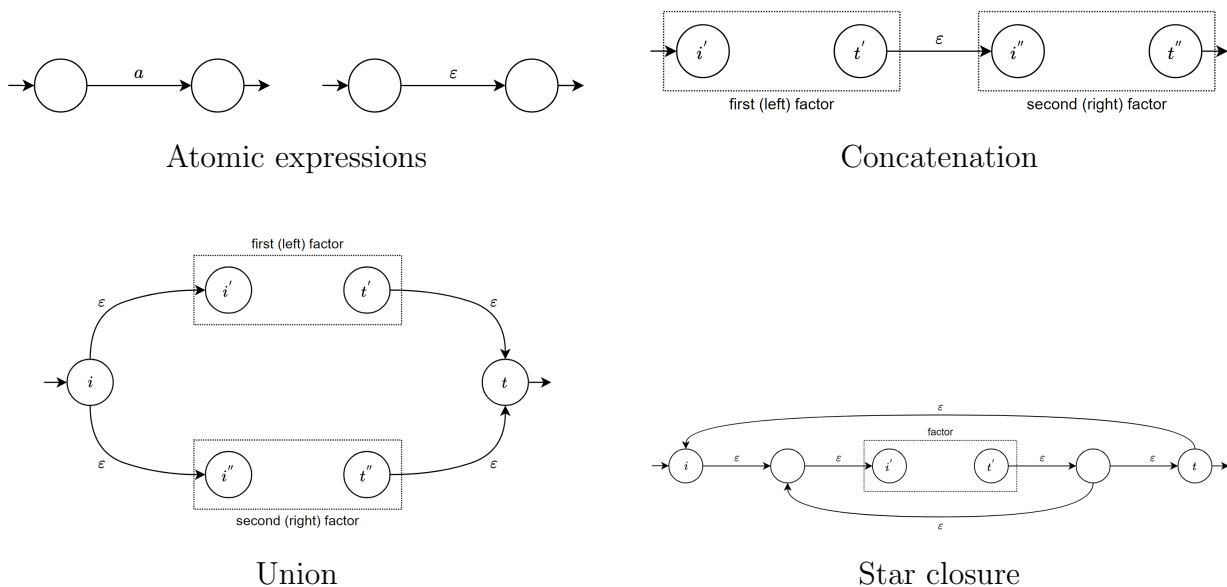 a
ε
Atomic expressions
i′
t′
ε
i″
t″
first (left) factor
second (right) factor
Concatenation
first (left) factor
i′
t′
ε
ε
i
t
ε
ε
i″
t″
second (right) factor
Union
ε
factor
i
ε
ε
i′
t′
ε
ε
t
ε
Star closure